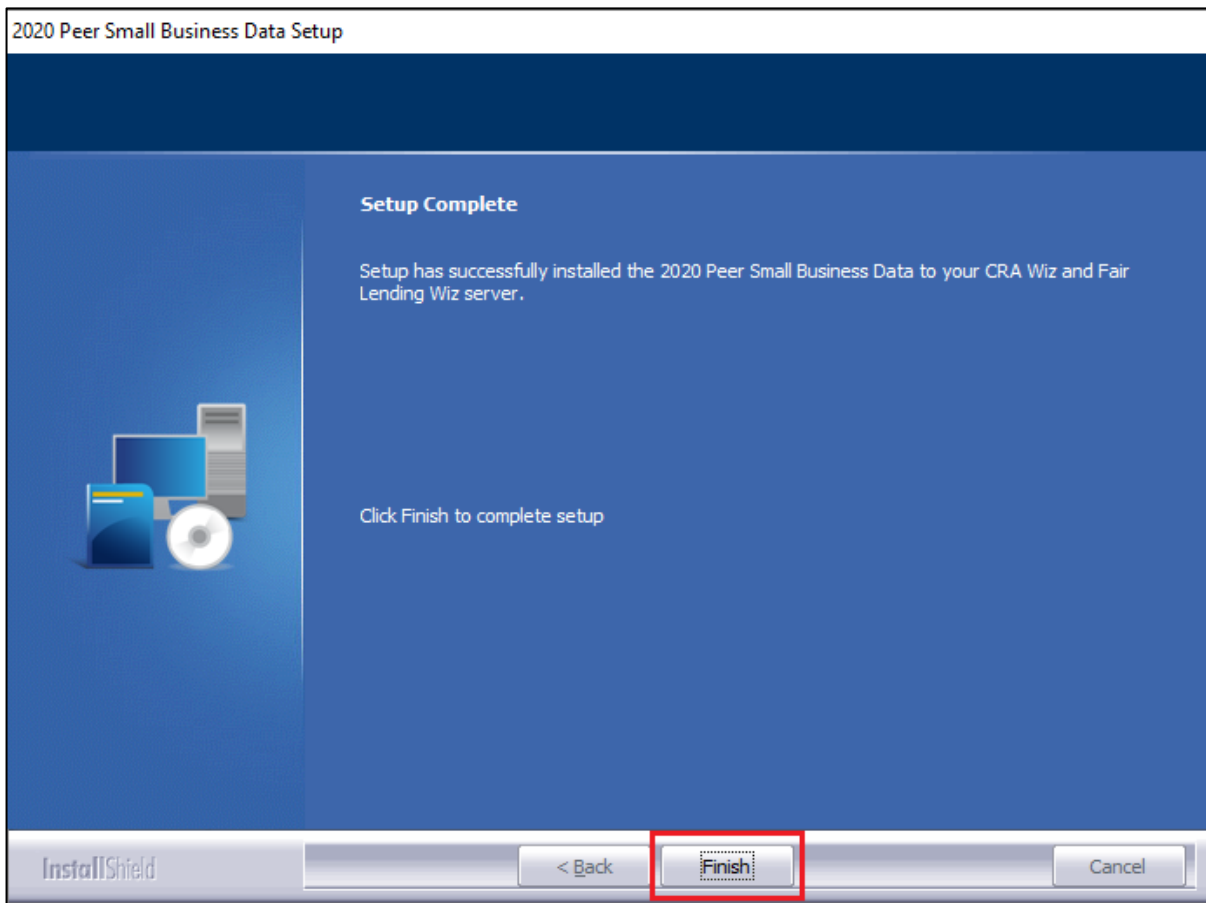 2020 Peer Small Business Data Setup
Setup Complete
Setup has successfully installed the 2020 Peer Small Business Data to your CRA Wiz and Fair
Lending Wiz server.
Click Finish to complete setup
InstallShield
< Back
Finish
Cancel